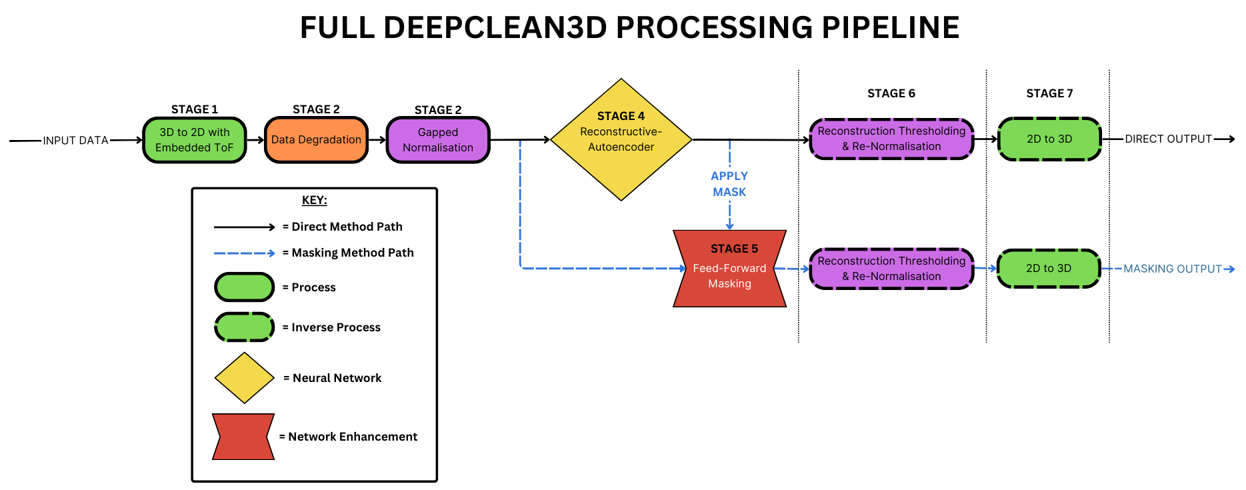 FULL DEEPCLEAN3D PROCESSING PIPELINE
INPUT DATA
STAGE 1
3D to 2D with
Embedded ToF
STAGE 2
Data Degradation
STAGE 2
Gapped
Normalisation
STAGE 4
Reconstructive-
Autoencoder
APPLY
MASK
STAGE 5
Feed-Forward
Masking
STAGE 6
Reconstruction Thresholding
& Re-Normalisation
STAGE 7
2D to 3D
DIRECT OUTPUT
Reconstruction Thresholding
& Re-Normalisation
2D to 3D
MASKING OUTPUT
KEY:
= Direct Method Path
= Masking Method Path
= Process
= Inverse Process
= Neural Network
= Network Enhancement